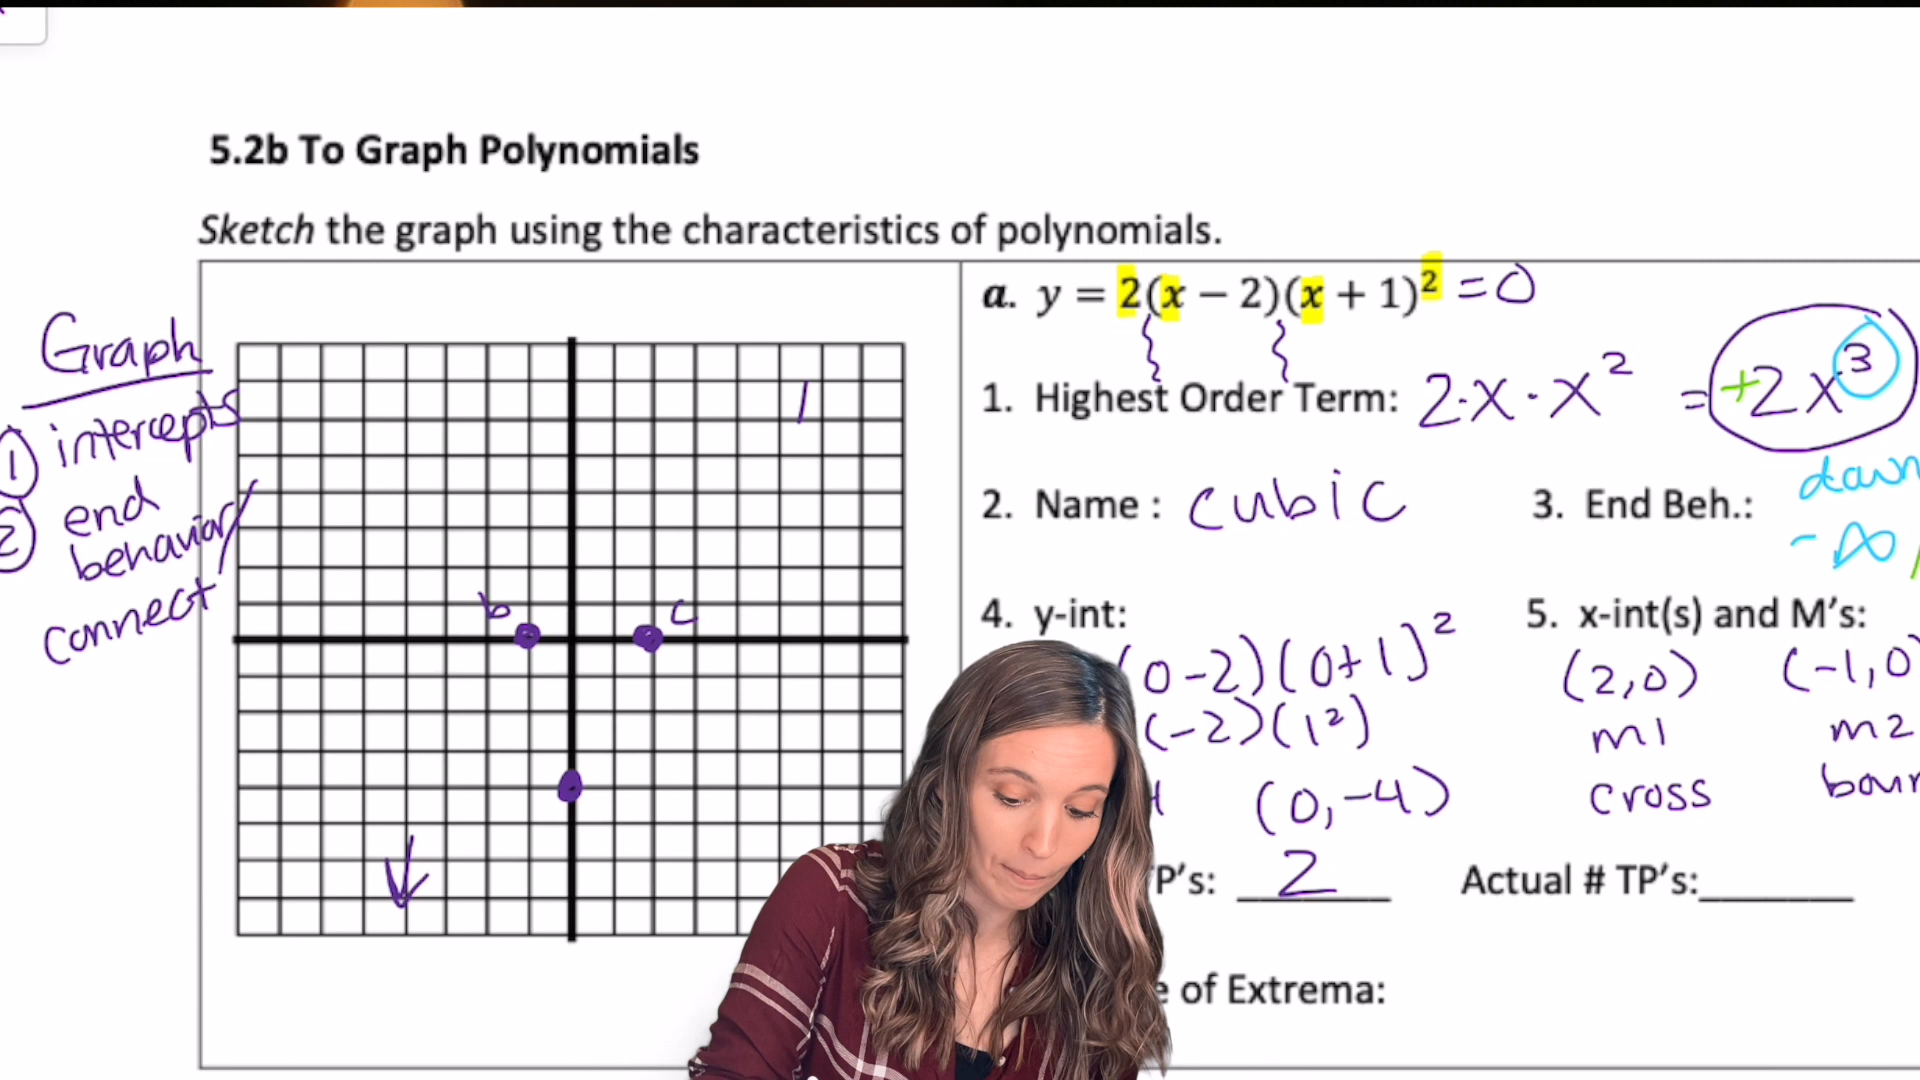 5.2b To Graph Polynomials
Sketch the graph using the characteristics of polynomials.
Graph
① intercepts
② end
behavior/
connect
b
c
a. y = 2(x − 2)(x + 1)² = 0
1. Highest Order Term: 2·x·x² = +2x³
2. Name : cubic
3. End Beh.:
-∞
4. y-int:
(0-2)(0+1)²
(-2)(1²)
(0,-4)
5. x-int(s) and M's:
(2,0) (-1,0)
m1 m2
cross
P's: 2
Actual # TP's:
of Extrema: